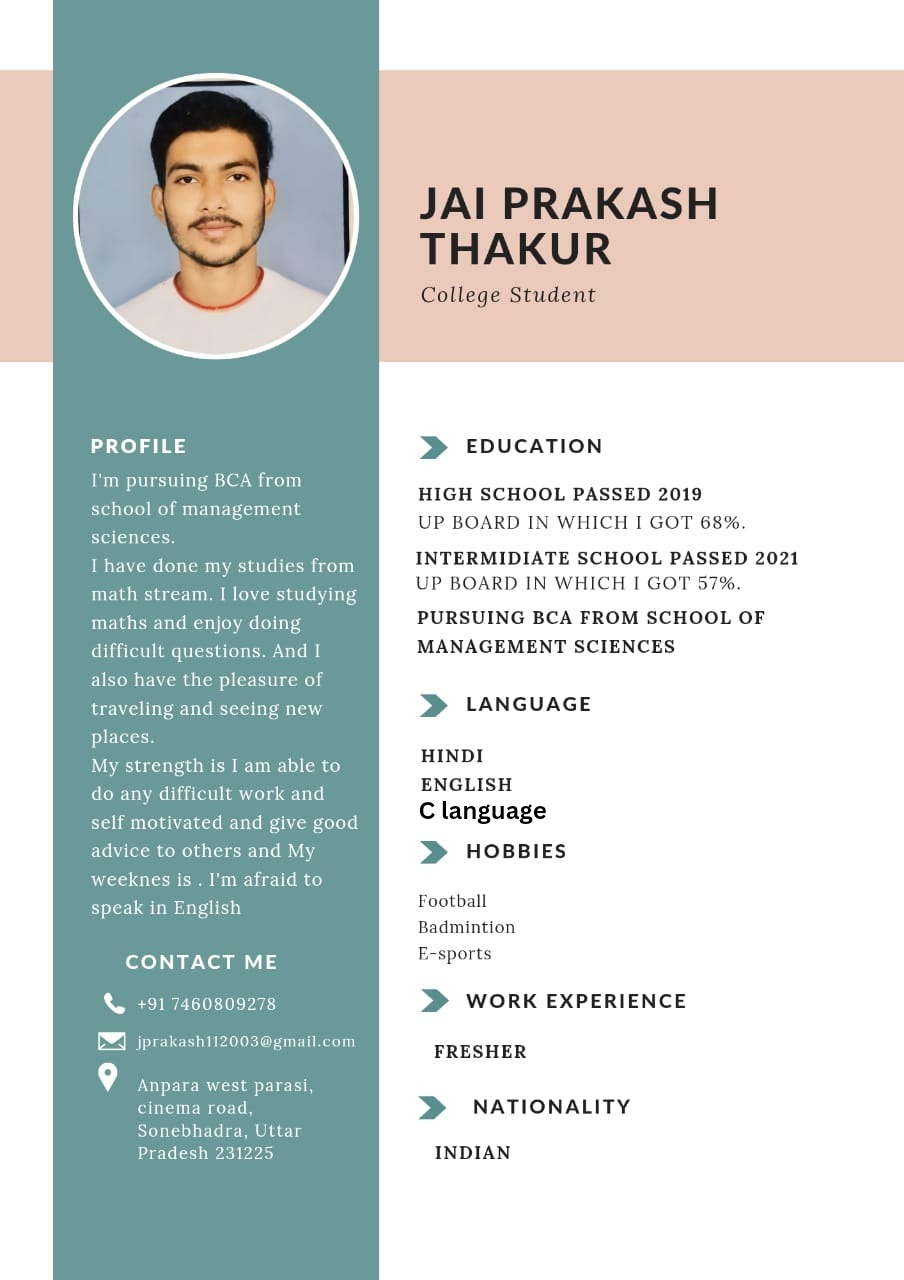 JAI PRAKASH
THAKUR
College Student
PROFILE
I'm pursuing BCA from
school of management
sciences.
I have done my studies from
math stream. I love studying
maths and enjoy doing
difficult questions. And I
also have the pleasure of
traveling and seeing new
places.
My strength is I am able to
do any difficult work and
self motivated and give good
advice to others and My
weeknes is . I'm afraid to
speak in English
CONTACT ME
+91 7460809278
jprakash112003@gmail.com
Anpara west parasi,
cinema road,
Sonebhadra, Uttar
Pradesh 231225
EDUCATION
HIGH SCHOOL PASSED 2019
UP BOARD IN WHICH I GOT 68%.
INTERMIDIATE SCHOOL PASSED 2021
UP BOARD IN WHICH I GOT 57%.
PURSUING BCA FROM SCHOOL OF
MANAGEMENT SCIENCES
LANGUAGE
HINDI
ENGLISH
C language
HOBBIES
Football
Badmintion
E-sports
WORK EXPERIENCE
FRESHER
NATIONALITY
INDIAN